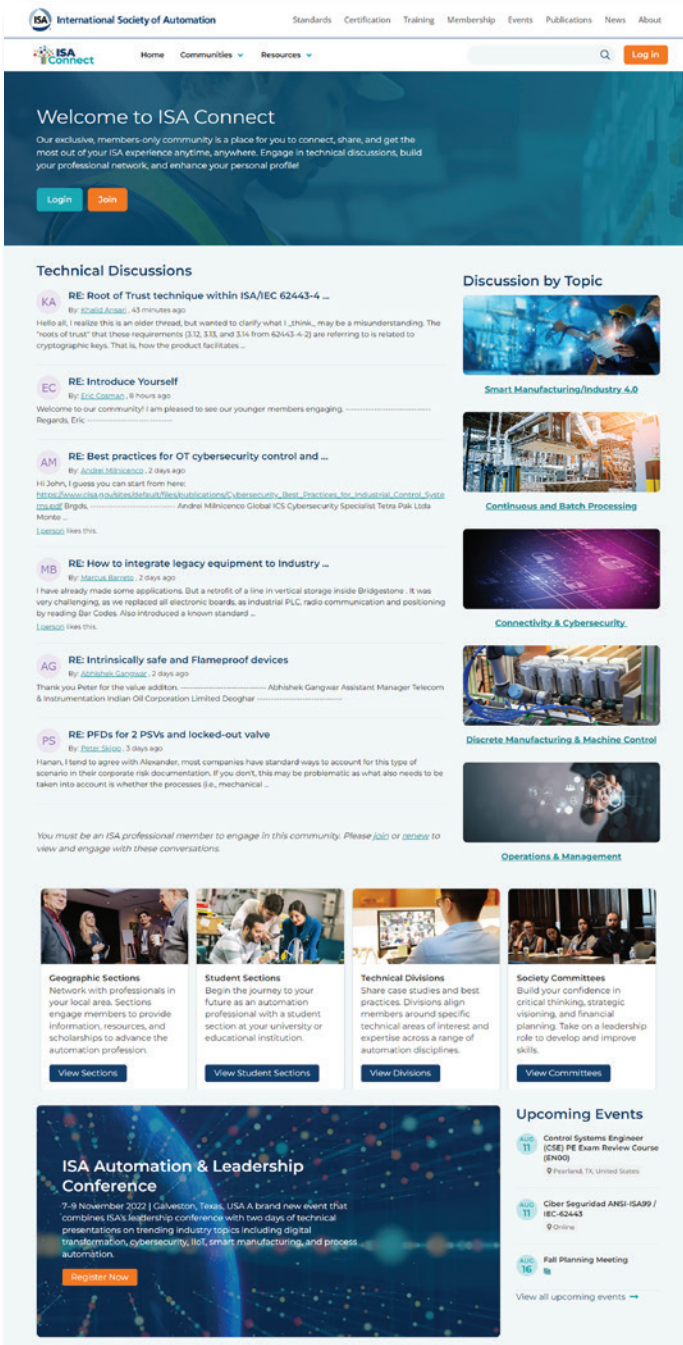 ISA International Society of Automation
Standards Certification Training Membership Events Publications News About
ISA Connect
Home Communities Resources
Log in
Welcome to ISA Connect
Our exclusive, members-only community is a place for you to connect, share, and get the
most out of your ISA experience anytime, anywhere. Engage in technical discussions, build
your professional network, and enhance your personal profile!
Login Join
Technical Discussions
KA RE: Root of Trust technique within ISA/IEC 62443-4 ...
By: Khalid Ansari , 43 minutes ago
Hello all, I realize this is an older thread, but wanted to clarify what I _think_ may be a misunderstanding. The
"roots of trust" that these requirements (3.12, 3.13, and 3.14 from 62443-4-2) are referring to is related to
cryptographic keys. That is, how the product facilitates ...
EC RE: Introduce Yourself
By: Eric Cosman , 8 hours ago
Welcome to our community! I am pleased to see our younger members engaging. ------------------------------
Regards, Eric ------------------------------
AM RE: Best practices for OT cybersecurity control and ...
By: Andrei Milnicenco , 2 days ago
Hi John, I guess you can start from here:
https://www.cisa.gov/sites/default/files/publications/Cybersecurity_Best_Practices_for_Industrial_Control_Syste
ms.pdf Brgds, ------------------------------ Andrei Milnicenco Global ICS Cybersecurity Specialist Tetra Pak Ltda
Monte ...
1 person likes this.
MB RE: How to integrate legacy equipment to Industry ...
By: Marcus Barreto , 2 days ago
I have already made some applications. But a retrofit of a line in vertical storage inside Bridgestone . It was
very challenging, as we replaced all electronic boards, as industrial PLC, radio communication and positioning
by reading Bar Codes. Also introduced a known standard ...
1 person likes this.
AG RE: Intrinsically safe and Flameproof devices
By: Abhishek Gangwar , 2 days ago
Thank you Peter for the value additon. ------------------------------ Abhishek Gangwar Assistant Manager Telecom
& Instrumentation Indian Oil Corporation Limited Deoghar ------------------------------
PS RE: PFDs for 2 PSVs and locked-out valve
By: Peter Skipp , 3 days ago
Hanan, I tend to agree with Alexander, most companies have standard ways to account for this type of
scenario in their corporate risk documentation. If you don't, this may be problematic as what also needs to be
taken into account is whether the processes (i.e., mechanical ...
You must be an ISA professional member to engage in this community. Please join or renew to
view and engage with these conversations.
Discussion by Topic
Smart Manufacturing/Industry 4.0
Continuous and Batch Processing
Connectivity & Cybersecurity
Discrete Manufacturing & Machine Control
Operations & Management
Geographic Sections
Network with professionals in
your local area. Sections
engage members to provide
information, resources, and
scholarships to advance the
automation profession.
View Sections
Student Sections
Begin the journey to your
future as an automation
professional with a student
section at your university or
educational institution.
View Student Sections
Technical Divisions
Share case studies and best
practices. Divisions align
members around specific
technical areas of interest and
expertise across a range of
automation disciplines.
View Divisions
Society Committees
Build your confidence in
critical thinking, strategic
visioning, and financial
planning. Take on a leadership
role to develop and improve
skills.
View Committees
ISA Automation & Leadership
Conference
7-9 November 2022 | Galveston, Texas, USA A brand new event that
combines ISA's leadership conference with two days of technical
presentations on trending industry topics including digital
transformation, cybersecurity, IIoT, smart manufacturing, and process
automation.
Register Now
Upcoming Events
AUG 11
Control Systems Engineer
(CSE) PE Exam Review Course
(EN00)
Pearland, TX, United States
AUG 11
Ciber Seguridad ANSI-ISA99 /
IEC-62443
Online
AUG 16
Fall Planning Meeting
View all upcoming events